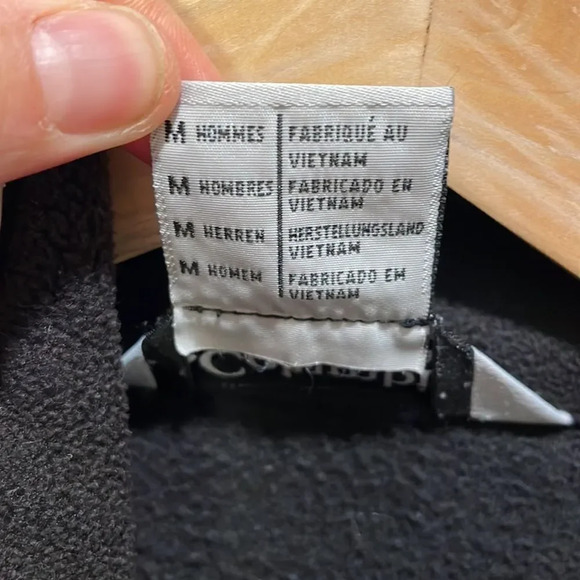 M HOMMES FABRIQUÉ AU
VIETNAM
M HOMBRES FABRICADO EN
VIETNAM
M HERREN HERSTELLUNGSLAND
VIETNAM
M HOMEM FABRICADO EM
VIETNAM